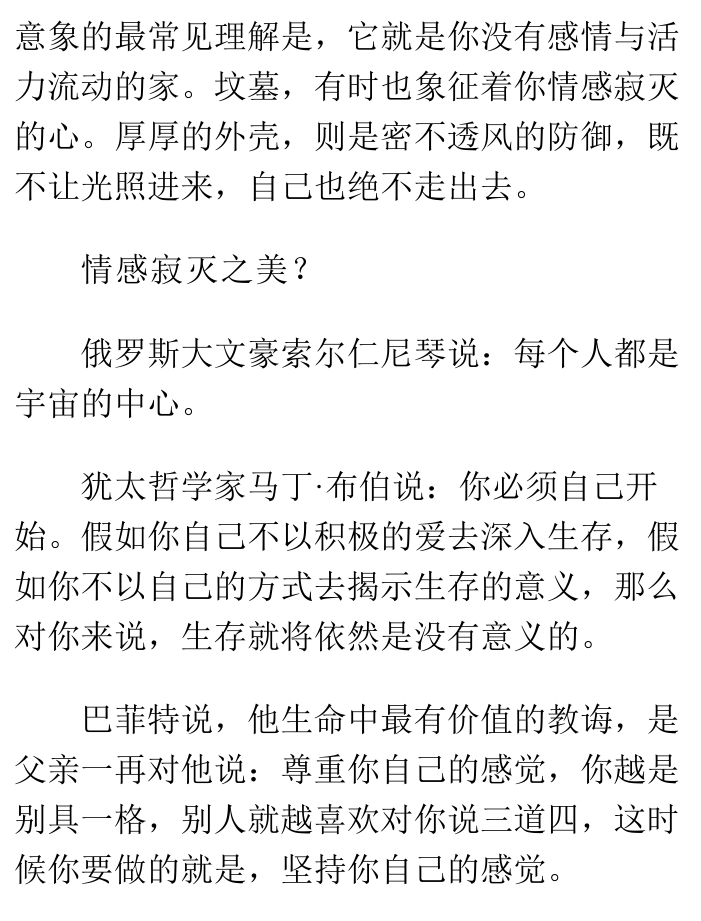 意象的最常见理解是，它就是你没有感情与活
力流动的家。坟墓，有时也象征着你情感寂灭
的心。厚厚的外壳，则是密不透风的防御，既
不让光照进来，自己也绝不走出去。
情感寂灭之美？
俄罗斯大文豪索尔仁尼琴说：每个人都是
宇宙的中心。
犹太哲学家马丁·布伯说：你必须自己开
始。假如你自己不以积极的爱去深入生存，假
如你不以自己的方式去揭示生存的意义，那么
对你来说，生存就将依然是没有意义的。
巴菲特说，他生命中最有价值的教诲，是
父亲一再对他说：尊重你自己的感觉，你越是
别具一格，别人就越喜欢对你说三道四，这时
候你要做的就是，坚持你自己的感觉。